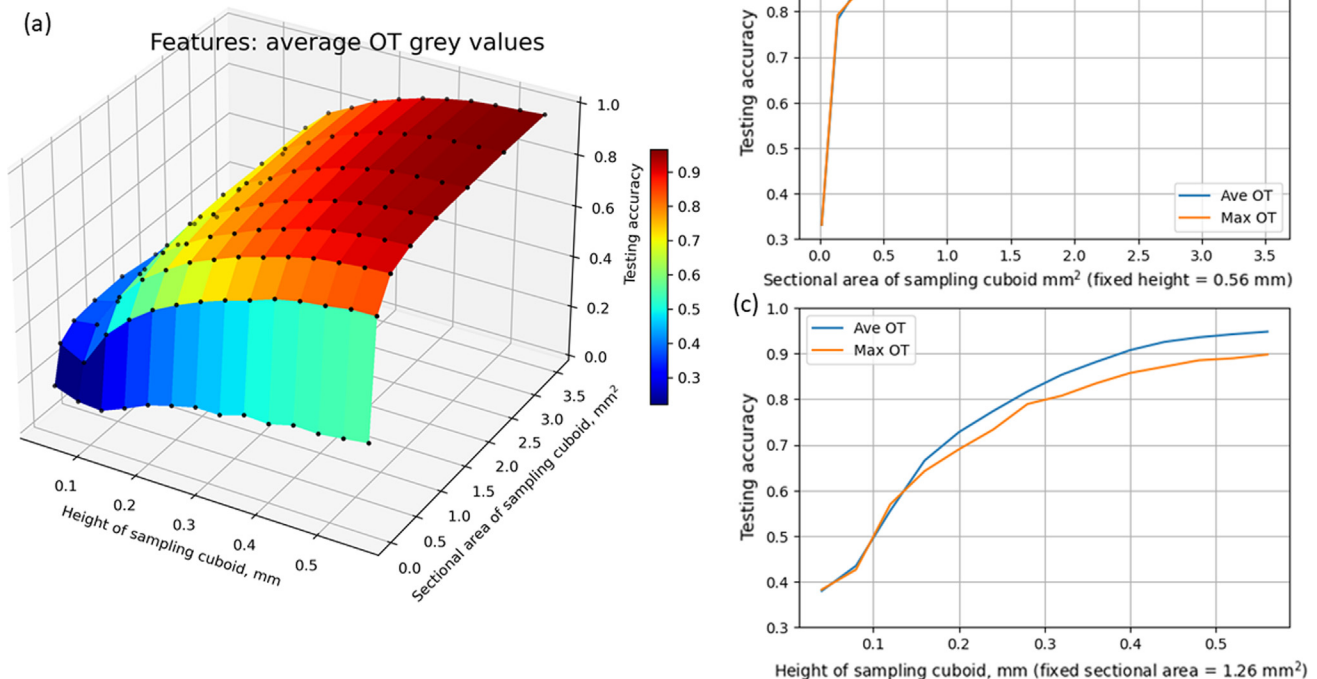 (a)
Features: average OT grey values
1.0
0.8
0.6
0.4
0.2
0.0
Testing accuracy
0.9
0.8
0.7
0.6
0.5
0.4
0.3
0.1
0.2
0.3
0.4
0.5
Height of sampling cuboid, mm
0.0
0.5
1.0
1.5
2.0
2.5
3.0
3.5
Sectional area of sampling cuboid, mm²
0.8
0.7
0.6
0.5
0.4
0.3
Testing accuracy
Ave OT
Max OT
0.0 0.5 1.0 1.5 2.0 2.5 3.0 3.5
Sectional area of sampling cuboid mm² (fixed height = 0.56 mm)
(c)
1.0
0.9
0.8
0.7
0.6
0.5
0.4
0.3
Testing accuracy
Ave OT
Max OT
0.1 0.2 0.3 0.4 0.5
Height of sampling cuboid, mm (fixed sectional area = 1.26 mm²)